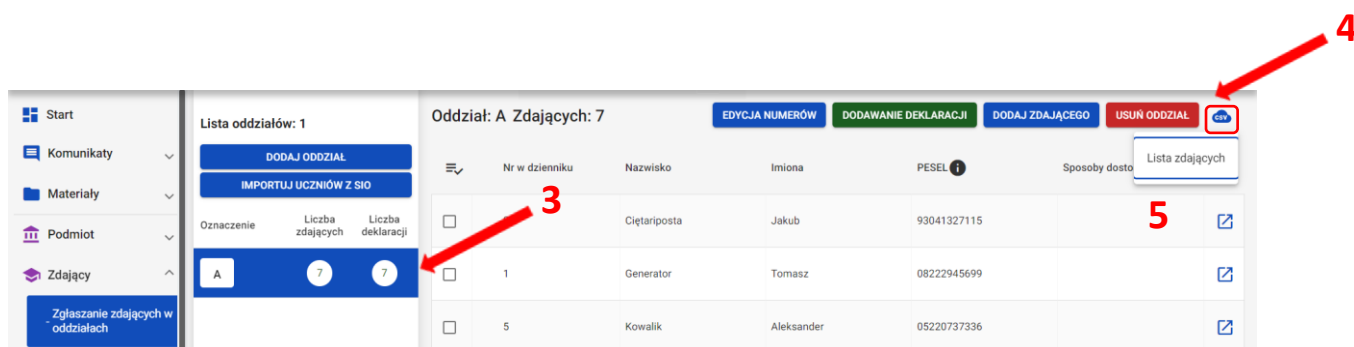 4
Start
Komunikaty
Materiały
Podmiot
Zdający
Zgłaszanie zdających w
oddziałach
Lista oddziałów: 1
DODAJ ODDZIAŁ
IMPORTUJ UCZNIÓW Z SIO
Oznaczenie Liczba zdających Liczba deklaracji
A 7 7
3
Oddział: A Zdających: 7
EDYCJA NUMERÓW DODAWANIE DEKLARACJI DODAJ ZDAJĄCEGO USUŃ ODDZIAŁ CSV
Lista zdających
Nr w dzienniku Nazwisko Imiona PESEL Sposoby dosto
5
Ciętariposta Jakub 93041327115
1 Generator Tomasz 08222945699
5 Kowalik Aleksander 05220737336